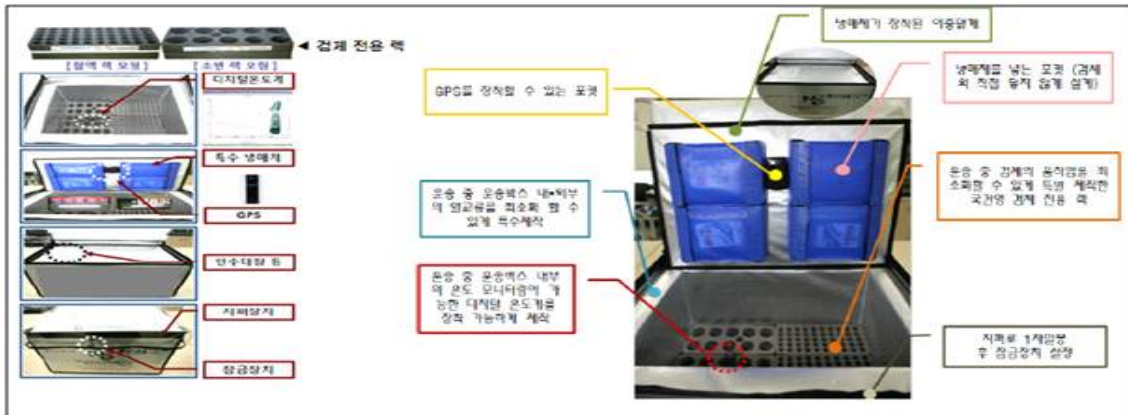 ◀ 검체 전용 랙
[혈액 랙 모형]
[소변 랙 모형]
디지털온도계
특수 냉매제
GPS
인수대장 등
지퍼장치
잠금장치
냉매제가 장착된 이중덮개
GPS를 장착할 수 있는 포켓
냉매제를 넣는 포켓 (검체
와 직접 닿지 않게 설계)
운송 중 운송박스 내•외부
의 열교류를 최소화 할 수
있게 특수제작
운송 중 검체의 움직임을 최
소화할 수 있게 특별 제작한
국건영 검체 전용 랙
운송 중 운송박스 내부
의 온도 모니터링이 가
능한 디지털 온도계를
장착 가능하게 제작
지퍼로 1차밀봉
후 잠금장치 설정